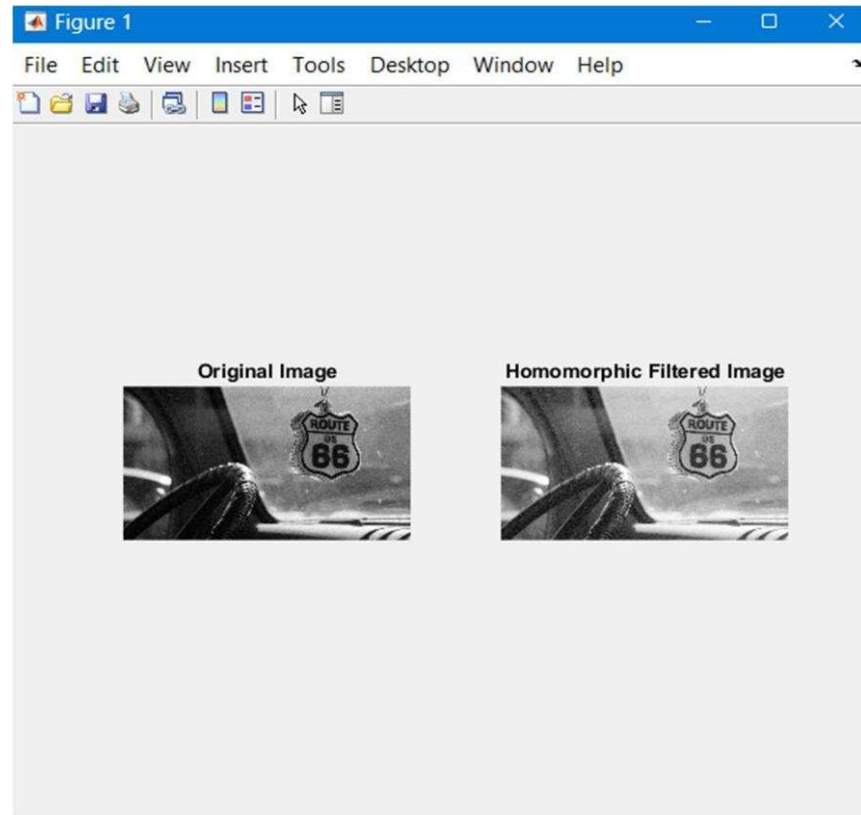 Figure 1
File Edit View Insert Tools Desktop Window Help
Original Image
Homomorphic Filtered Image
ROUTE
US
66
ROUTE
US
66